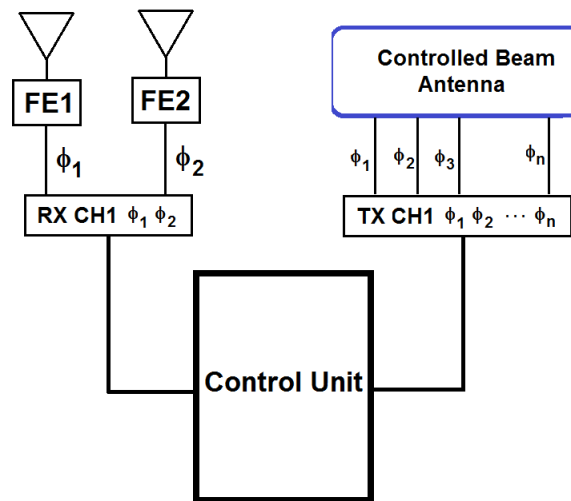 FE1
FE2
Controlled Beam
Antenna
ϕ1
ϕ2
ϕ1
ϕ2
ϕ3
ϕn
RX CH1 ϕ1 ϕ2
TX CH1 ϕ1 ϕ2 ⋯ ϕn
Control Unit